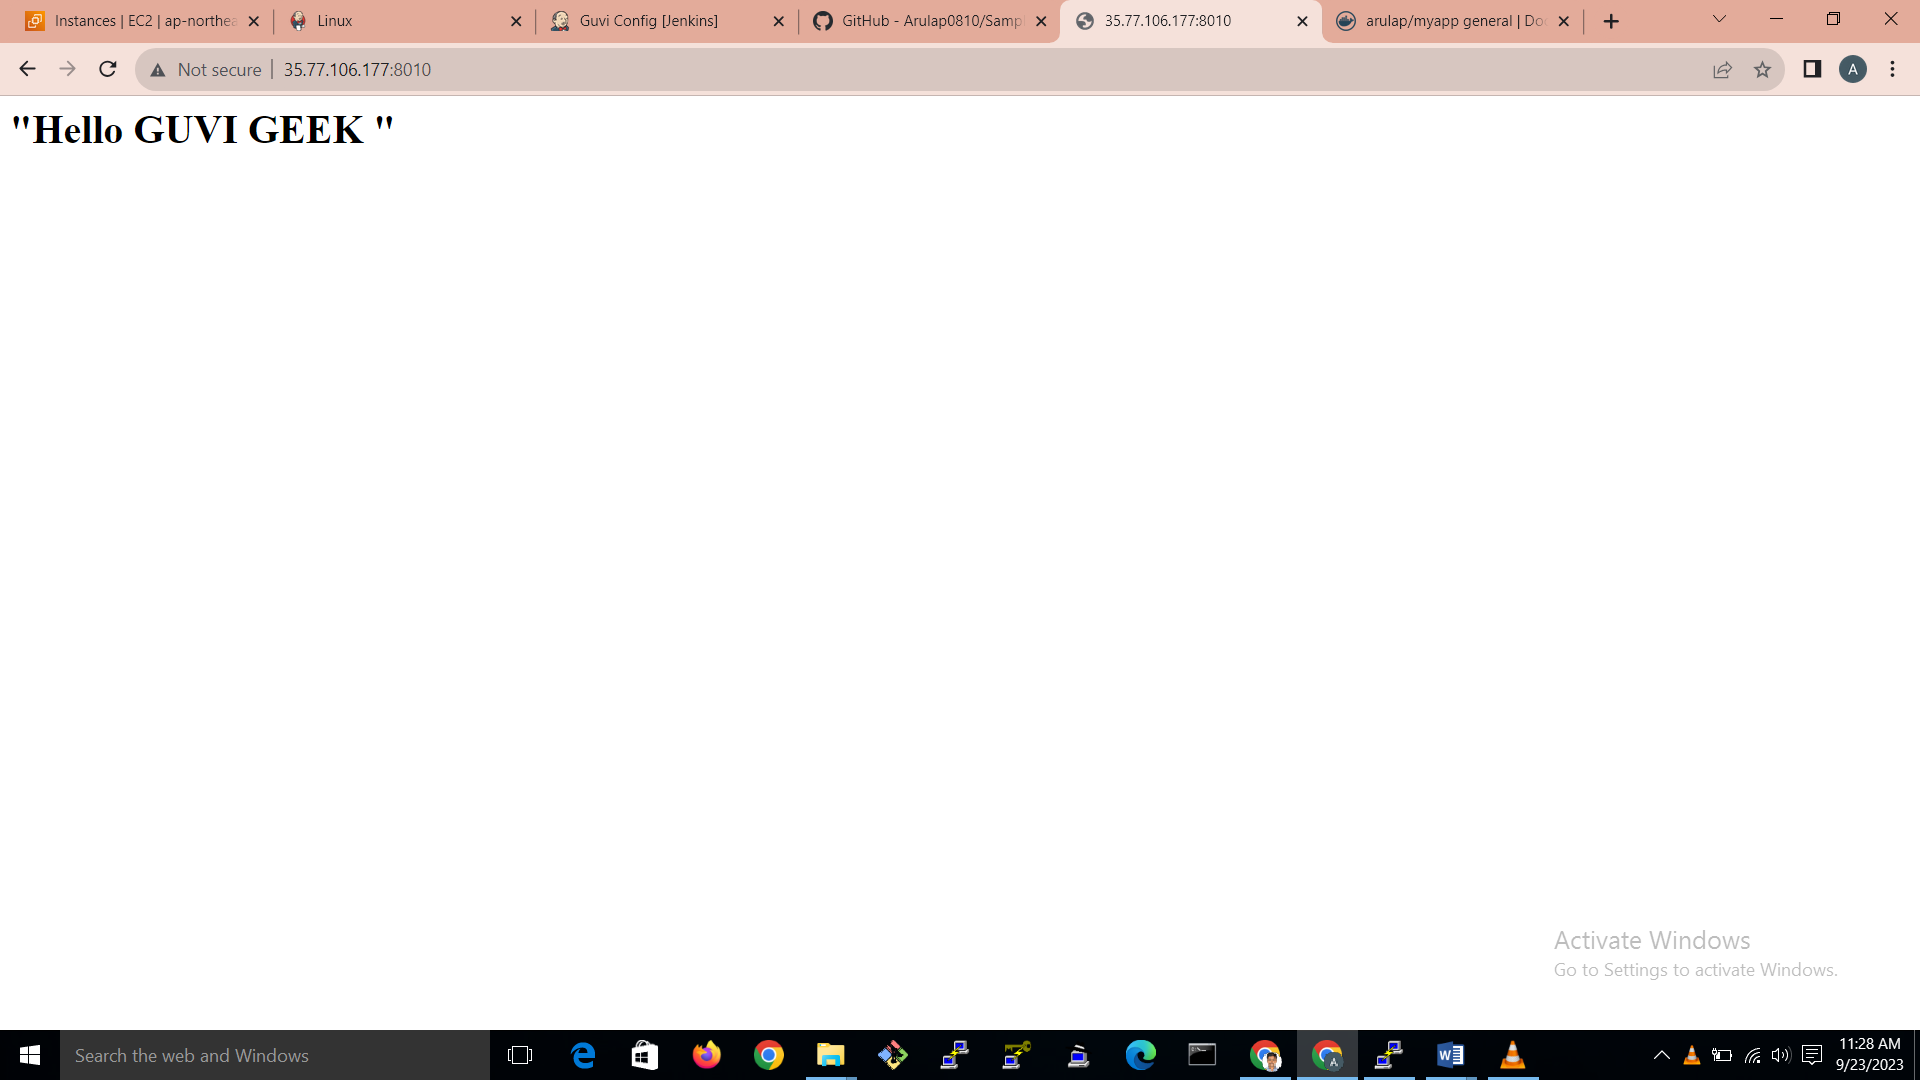 Instances | EC2 | ap-northea
Linux
Guvi Config [Jenkins]
GitHub - Arulap0810/Sampl
35.77.106.177:8010
arulap/myapp general | Doc
Not secure
35.77.106.177:8010
A
"Hello GUVI GEEK "
Activate Windows
Go to Settings to activate Windows.
Search the web and Windows
11:28 AM
9/23/2023